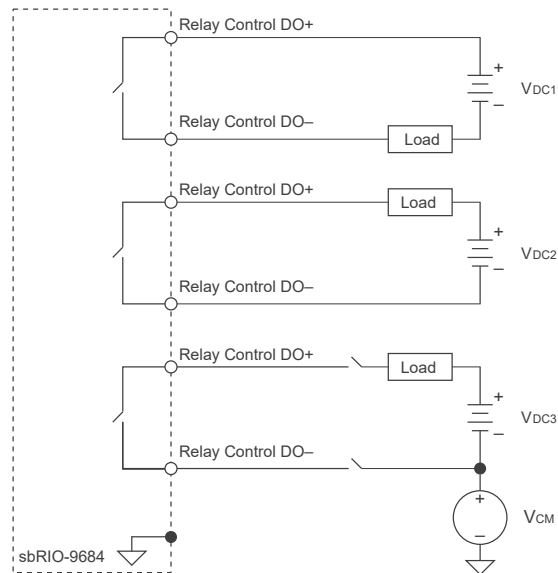 Relay Control DO+
+
VDC1
–
Relay Control DO–
Load
Relay Control DO+
Load
+
VDC2
–
Relay Control DO–
Relay Control DO+
Load
+
VDC3
–
Relay Control DO–
+
VCM
–
sbRIO-9684